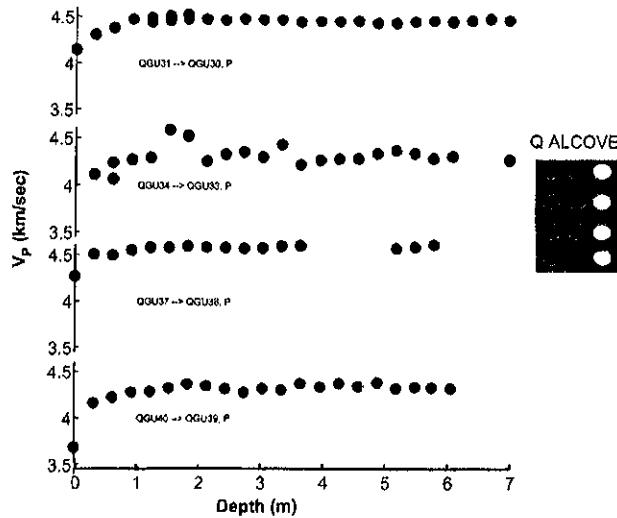 4.5
4
QGU31 --> QGU30, P
3.5
4.5
4
QGU34 --> QGU33, P
3.5
4.5
4
QGU37 --> QGU38, P
3.5
4.5
4
QGU40 --> QGU39, P
3.5
0 1 2 3 4 5 6 7
Depth (m)
VP (km/sec)
Q ALCOVE